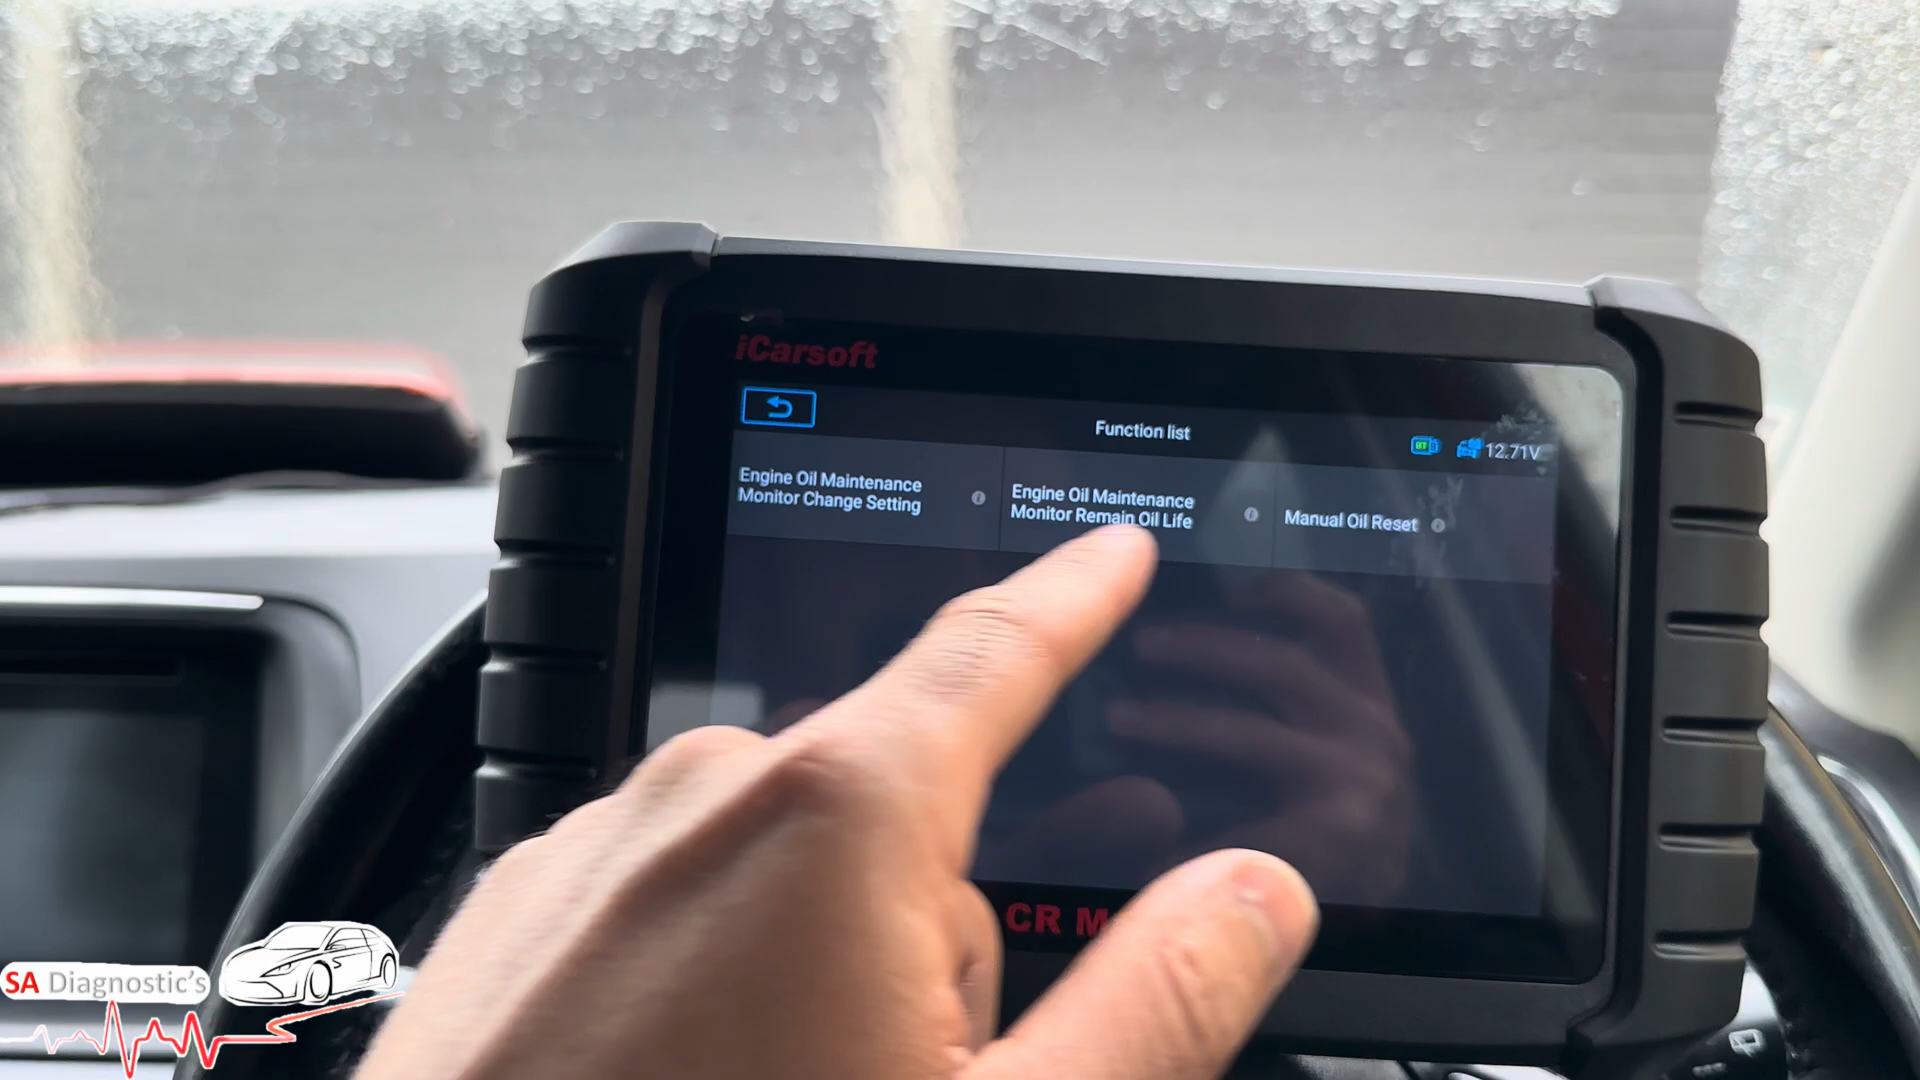 iCarsoft
Function list
BT
12.71V
Engine Oil Maintenance
Monitor Change Setting
Engine Oil Maintenance
Monitor Remain Oil Life
Manual Oil Reset
CR M
SA Diagnostic's